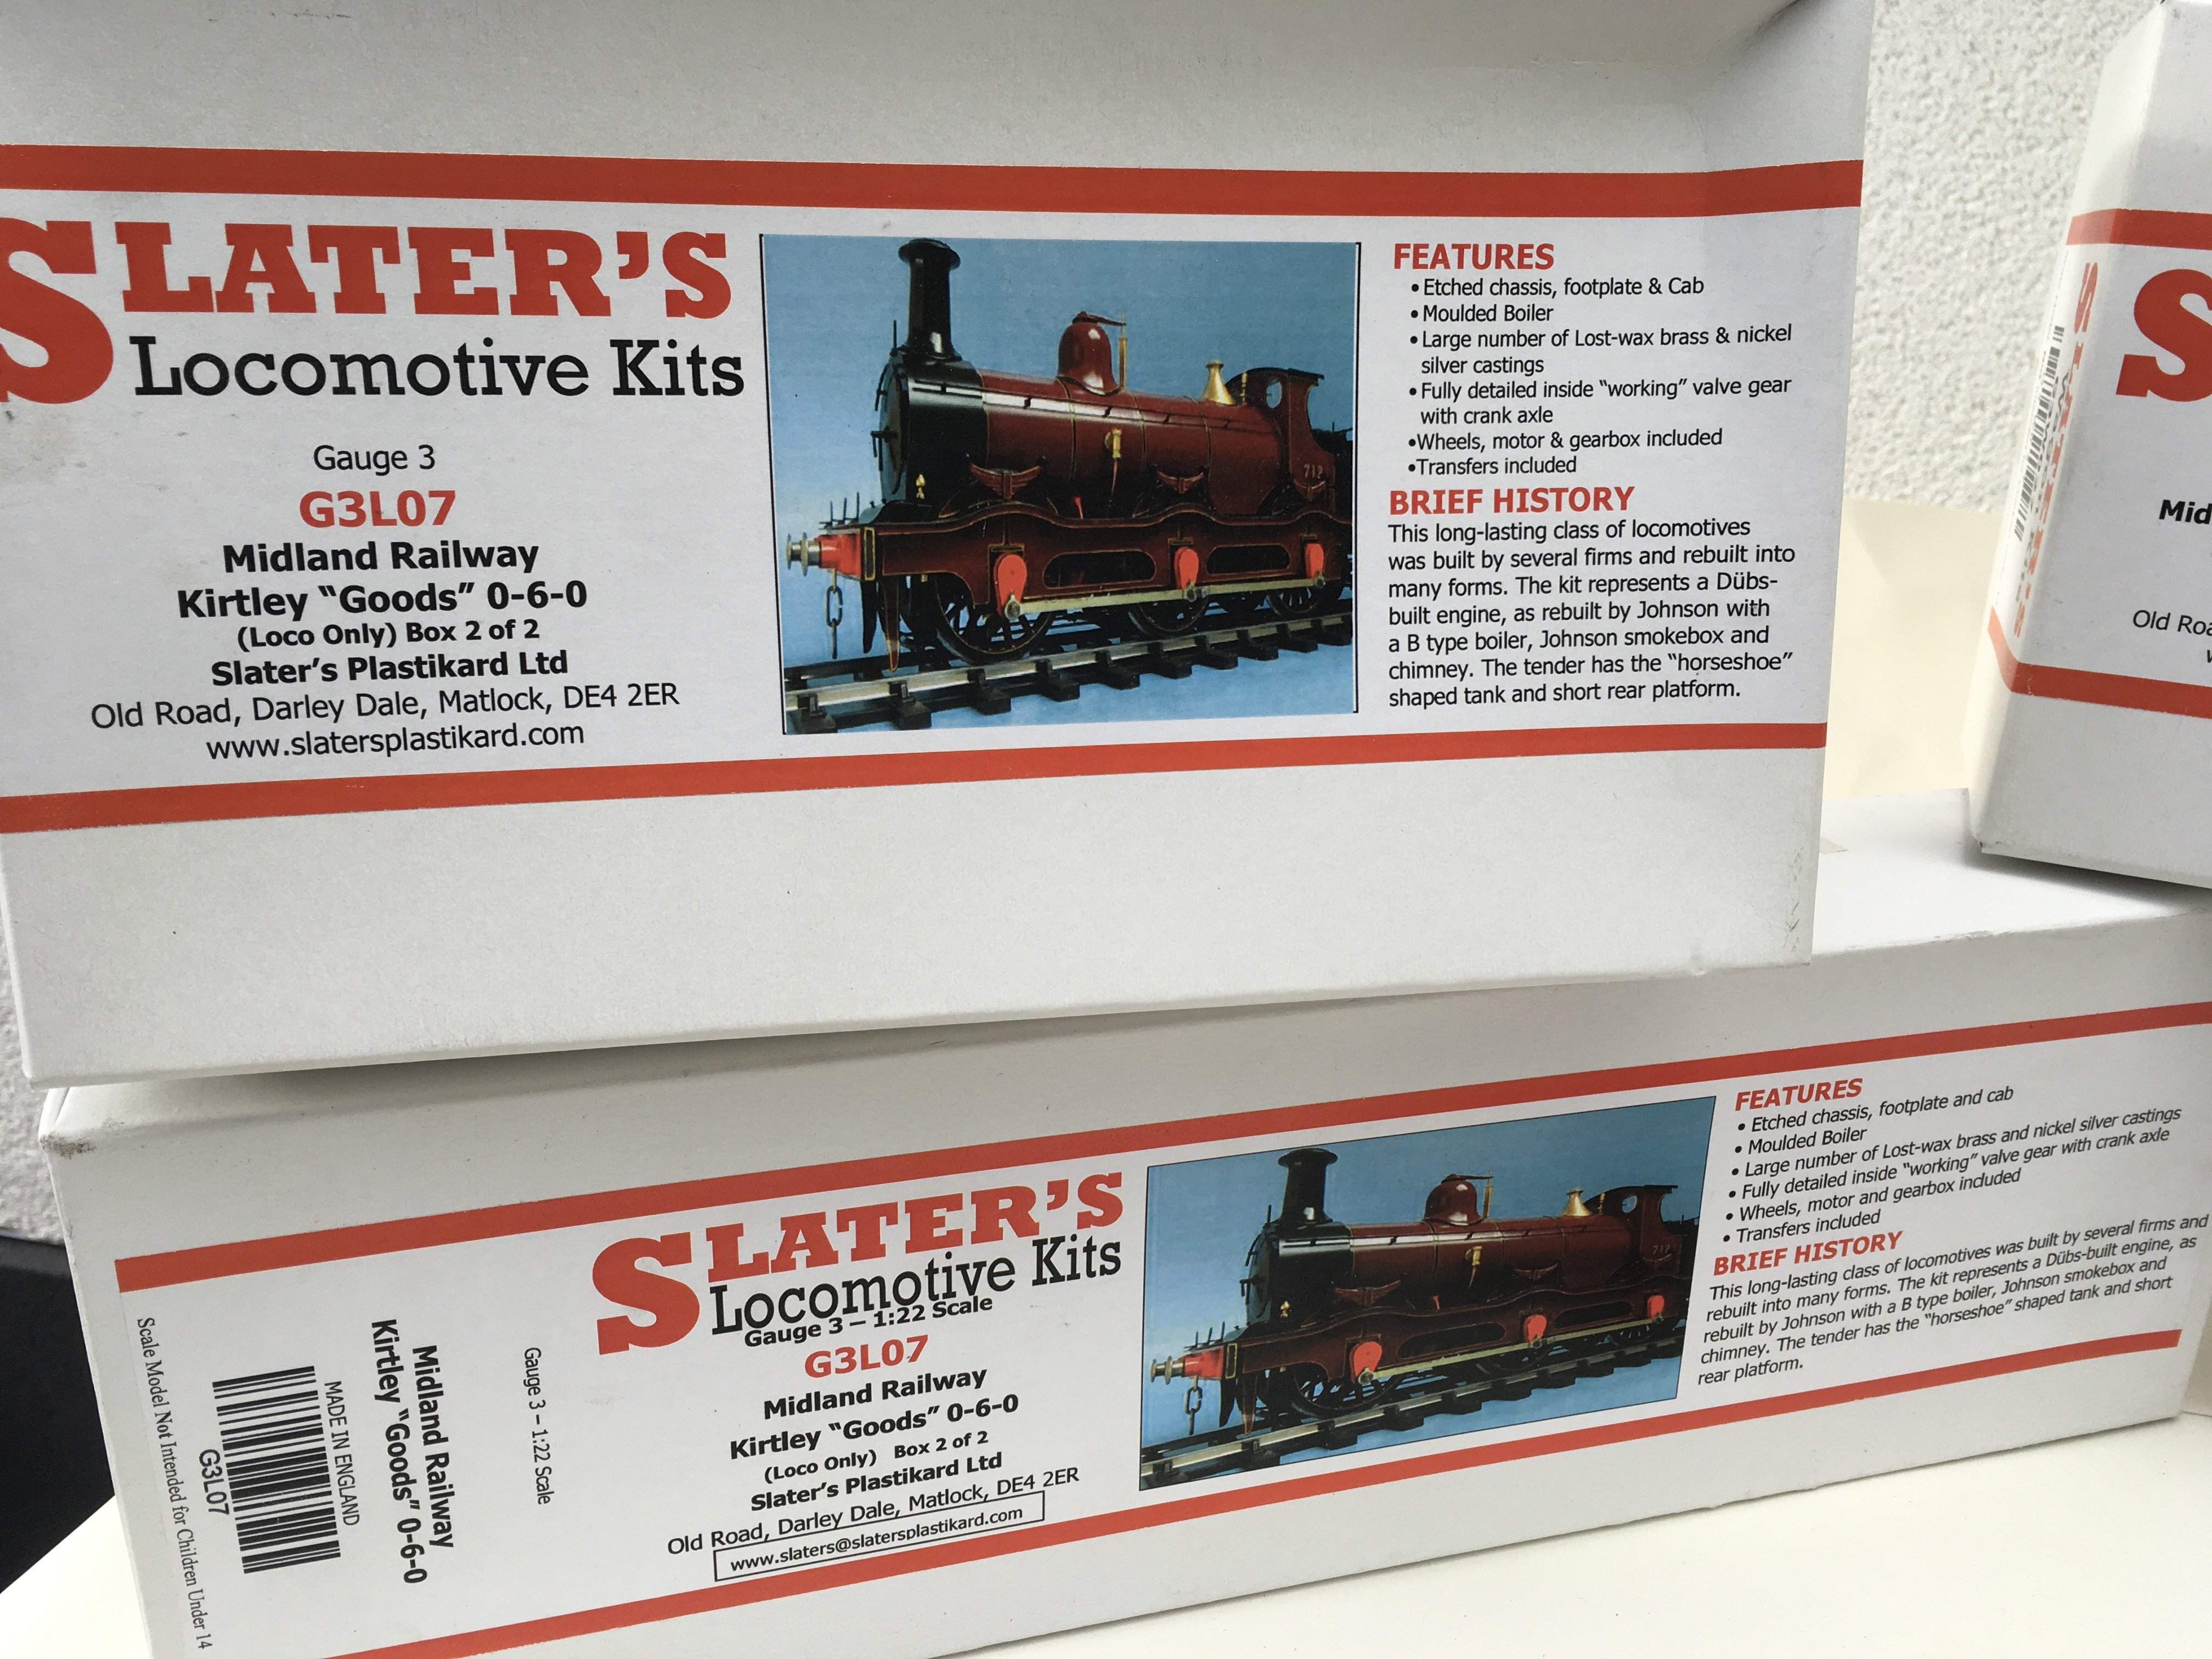 SLATER'S
Locomotive Kits
Gauge 3
G3L07
Midland Railway
Kirtley “Goods” 0-6-0
(Loco Only) Box 2 of 2
Slater's Plastikard Ltd
Old Road, Darley Dale, Matlock, DE4 2ER
www.slatersplastikard.com
712
FEATURES
• Etched chassis, footplate & Cab
• Moulded Boiler
• Large number of Lost-wax brass & nickel
silver castings
• Fully detailed inside “working” valve gear
with crank axle
•Wheels, motor & gearbox included
•Transfers included
BRIEF HISTORY
This long-lasting class of locomotives
was built by several firms and rebuilt into
many forms. The kit represents a Dübs-
built engine, as rebuilt by Johnson with
a B type boiler, Johnson smokebox and
chimney. The tender has the “horseshoe”
shaped tank and short rear platform.
SLATER'S
S
Mid
Old Roa
w
Scale Model Not Intended for Children Under 14
G3L07
MADE IN ENGLAND
Midland Railway
Kirtley “Goods” 0-6-0
Gauge 3 – 1:22 Scale
SLATER'S
Locomotive Kits
Gauge 3 – 1:22 Scale
G3L07
Midland Railway
Kirtley “Goods” 0-6-0
(Loco Only) Box 2 of 2
Slater's Plastikard Ltd
Old Road, Darley Dale, Matlock, DE4 2ER
www.slaters@slatersplastikard.com
712
FEATURES
• Etched chassis, footplate and cab
• Moulded Boiler
• Large number of Lost-wax brass and nickel silver castings
• Fully detailed inside “working” valve gear with crank axle
• Wheels, motor and gearbox included
• Transfers included
BRIEF HISTORY
This long-lasting class of locomotives was built by several firms and
rebuilt into many forms. The kit represents a Dübs-built engine, as
rebuilt by Johnson with a B type boiler, Johnson smokebox and
chimney. The tender has the “horseshoe” shaped tank and short
rear platform.